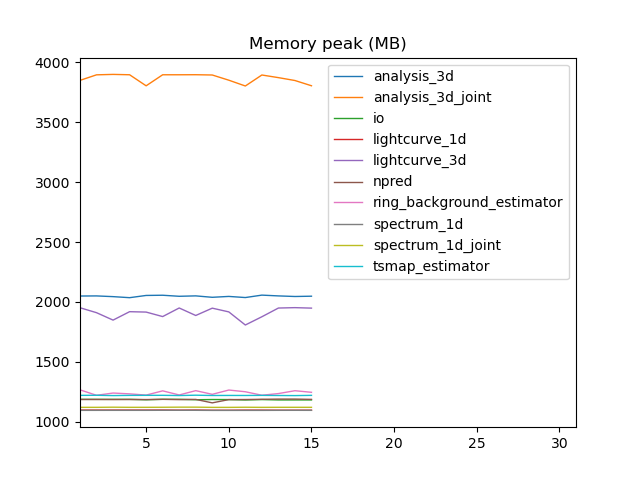 Memory peak (MB)
4000
3500
3000
2500
2000
1500
1000
analysis_3d
analysis_3d_joint
io
lightcurve_1d
lightcurve_3d
npred
ring_background_estimator
spectrum_1d
spectrum_1d_joint
tsmap_estimator
5
10
15
20
25
30